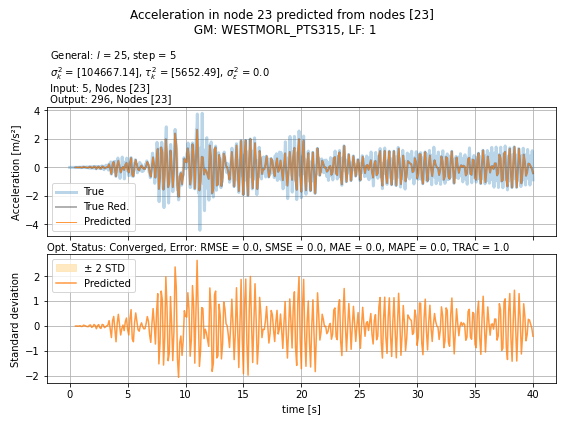 Acceleration in node 23 predicted from nodes [23]
GM: WESTMORL_PTS315, LF: 1
General: l = 25, step = 5
σ²ₖ = [104667.14], τ²ₖ = [5652.49], σ²ε = 0.0
Input: 5, Nodes [23]
Output: 296, Nodes [23]
Acceleration [m/s²]
4
2
0
−2
−4
True
True Red.
Predicted
Opt. Status: Converged, Error: RMSE = 0.0, SMSE = 0.0, MAE = 0.0, MAPE = 0.0, TRAC = 1.0
Standard deviation
2
1
0
−1
−2
± 2 STD
Predicted
0 5 10 15 20 25 30 35 40
time [s]